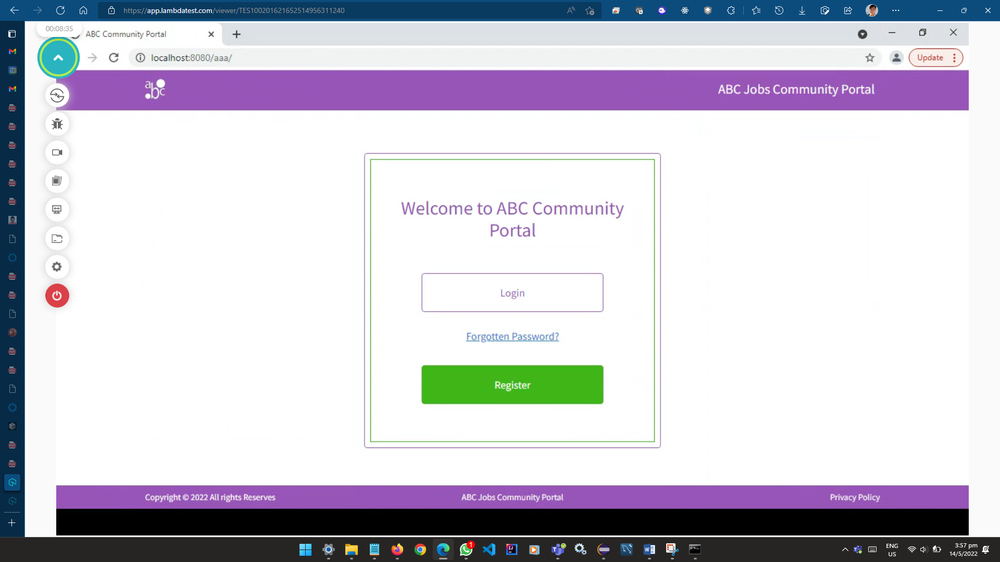 https://app.lambdatest.com/viewer/TES100201621652514956311240
00:08:35
ABC Community Portal
localhost:8080/aaa/
Update
abc
ABC Jobs Community Portal
Welcome to ABC Community
Portal
Login
Forgotten Password?
Register
Copyright © 2022 All rights Reserves
ABC Jobs Community Portal
Privacy Policy
1
ENG
US
3:57 pm
14/5/2022